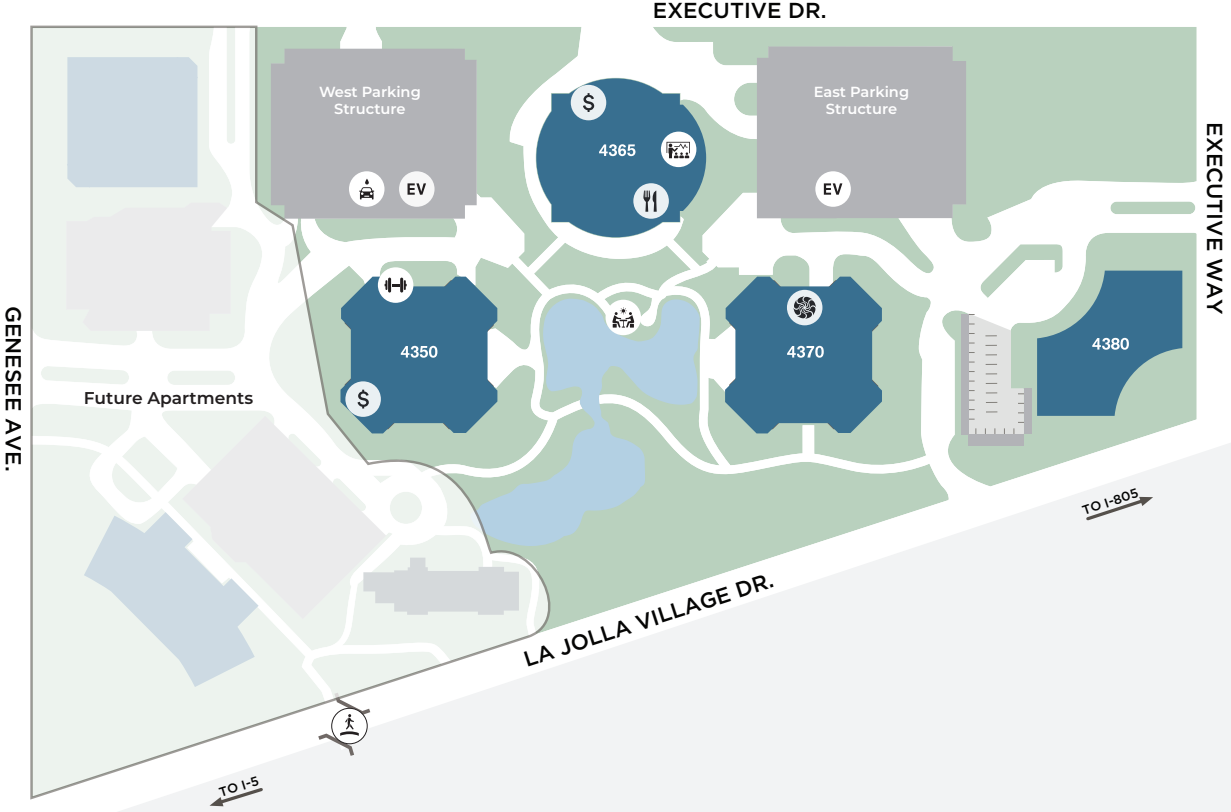 EXECUTIVE DR.
West Parking
Structure
East Parking
Structure
$
4365
EV
EV
EXECUTIVE WAY
GENESEE AVE.
4350
4370
4380
$
Future Apartments
TO I-805
LA JOLLA VILLAGE DR.
TO I-5